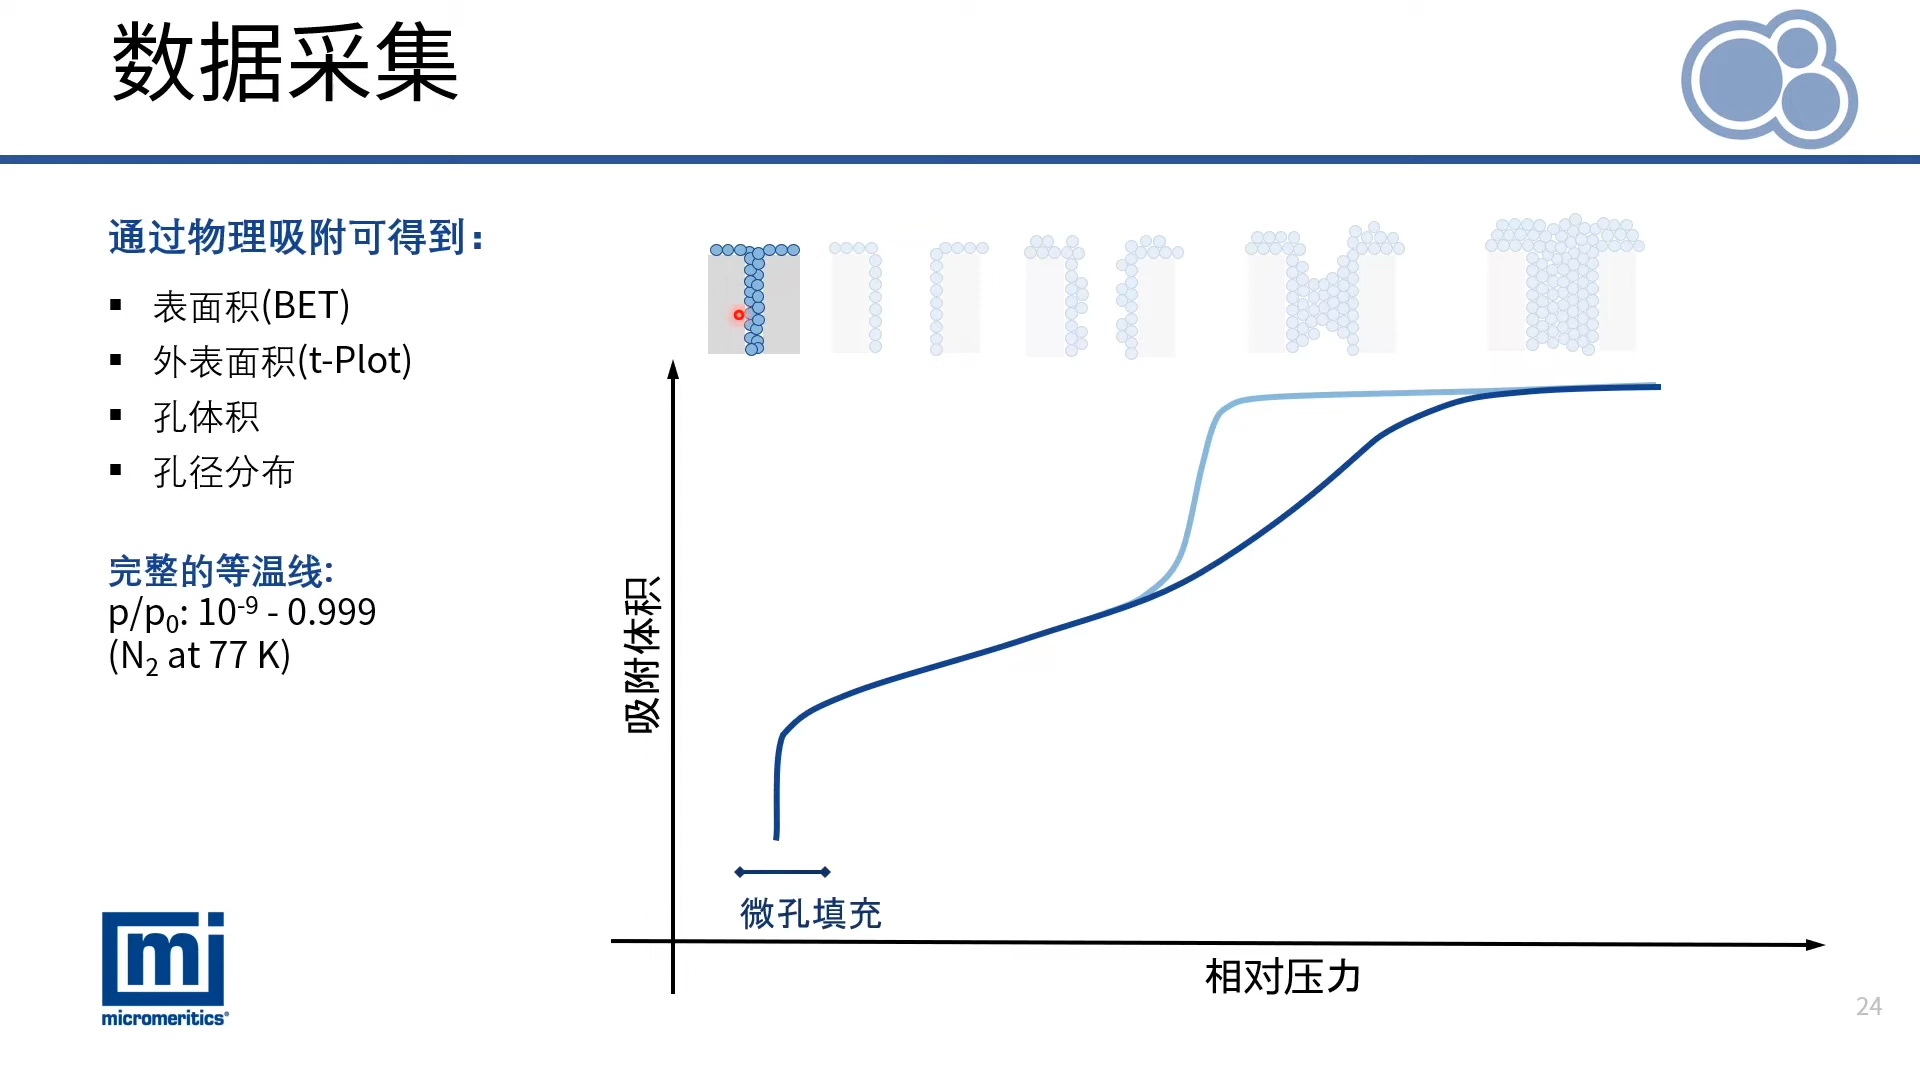 数据采集
通过物理吸附可得到:
▪ 表面积(BET)
▪ 外表面积(t-Plot)
▪ 孔体积
▪ 孔径分布
完整的等温线:
p/p₀: 10⁻⁹ - 0.999
(N₂ at 77 K)
吸附体积
微孔填充
相对压力
mi
micromeritics®
24